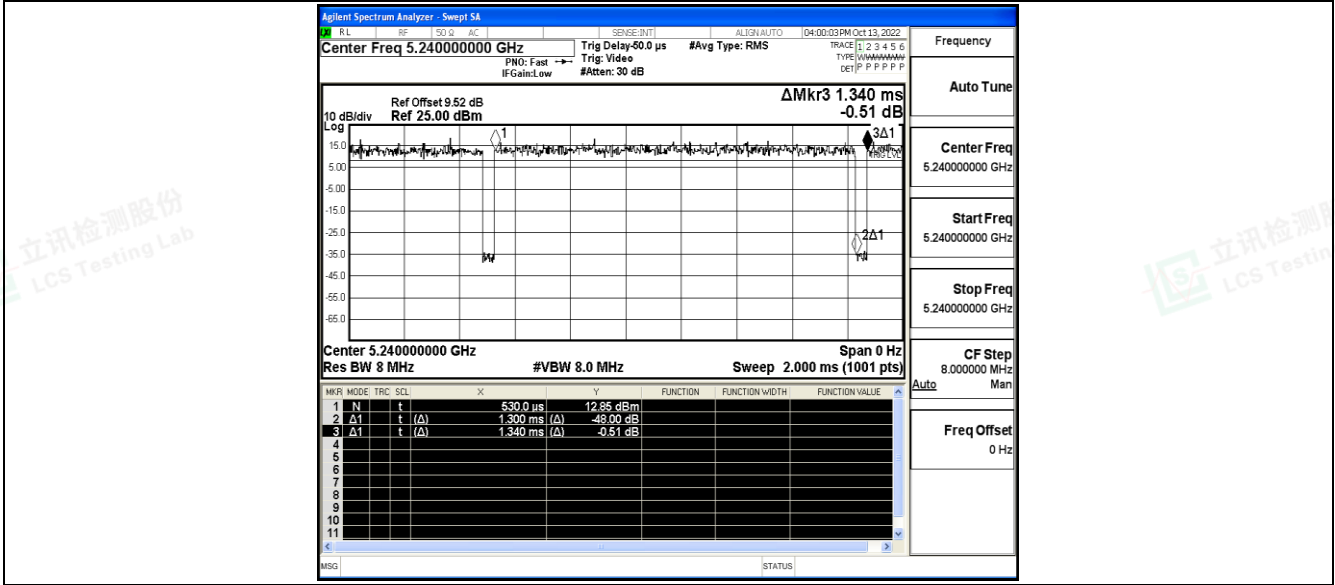 Agilent Spectrum Analyzer - Swept SA
RL RF 50 Ω AC SENSE:INT ALIGN AUTO 04:00:03 PM Oct 13, 2022
Center Freq 5.240000000 GHz
PNO: Fast
IFGain:Low
Trig Delay-50.0 µs
Trig: Video
#Atten: 30 dB
#Avg Type: RMS
TRACE 1 2 3 4 5 6
TYPE
DET P P P P P P
ΔMkr3 1.340 ms
-0.51 dB
Ref Offset 9.52 dB
10 dB/div Ref 25.00 dBm
Log
1
3Δ1
15.0
TRIG LVL
5.00
-5.00
-15.0
-25.0
2Δ1
-35.0
-45.0
-55.0
-65.0
Center 5.240000000 GHz Span 0 Hz
Res BW 8 MHz #VBW 8.0 MHz Sweep 2.000 ms (1001 pts)
MKR MODE TRC SCL X Y FUNCTION FUNCTION WIDTH FUNCTION VALUE
1 N t 530.0 µs 12.85 dBm
2 Δ1 t (Δ) 1.300 ms (Δ) -48.00 dB
3 Δ1 t (Δ) 1.340 ms (Δ) -0.51 dB
4
5
6
7
8
9
10
11
MSG STATUS
Frequency
Auto Tune
Center Freq
5.240000000 GHz
Start Freq
5.240000000 GHz
Stop Freq
5.240000000 GHz
CF Step
8.000000 MHz
Auto Man
Freq Offset
0 Hz
立讯检测股份
LCS Testing Lab
立讯检测
LCS Testin